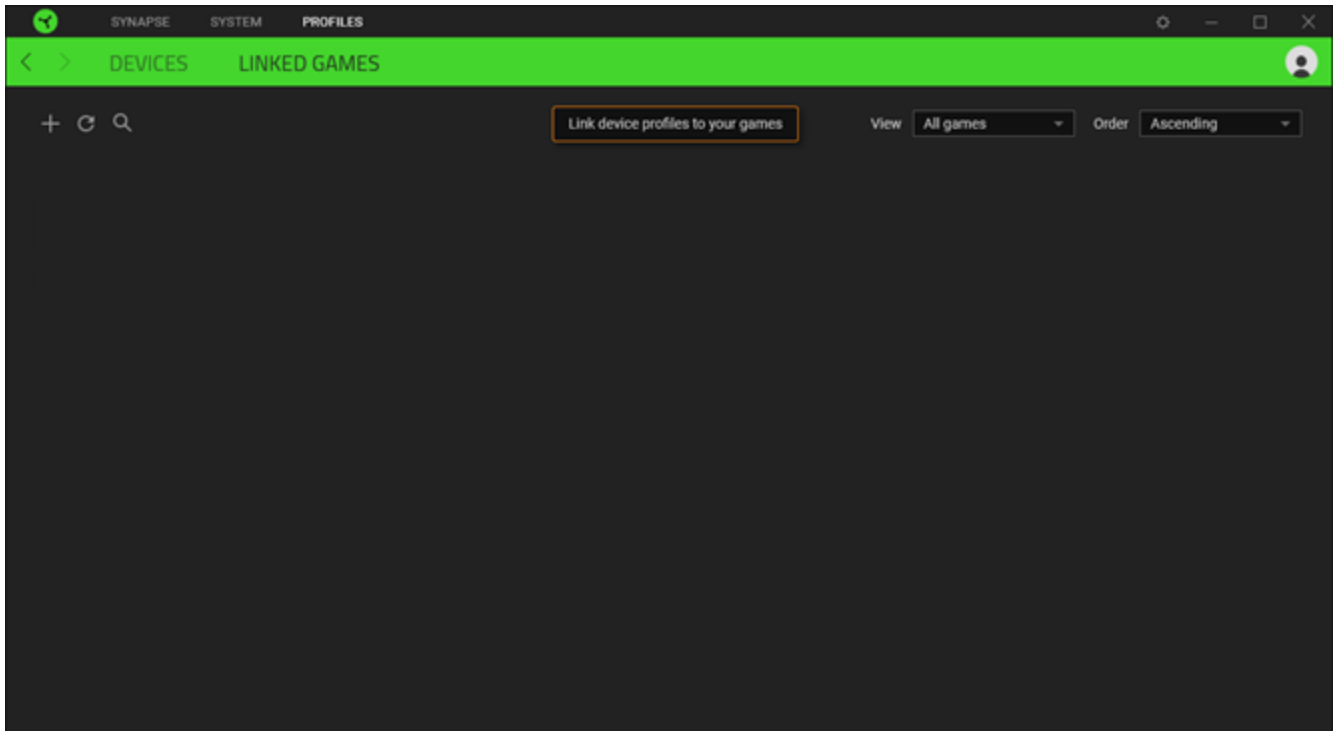 SYNAPSE SYSTEM PROFILES
DEVICES LINKED GAMES
Link device profiles to your games View All games Order Ascending